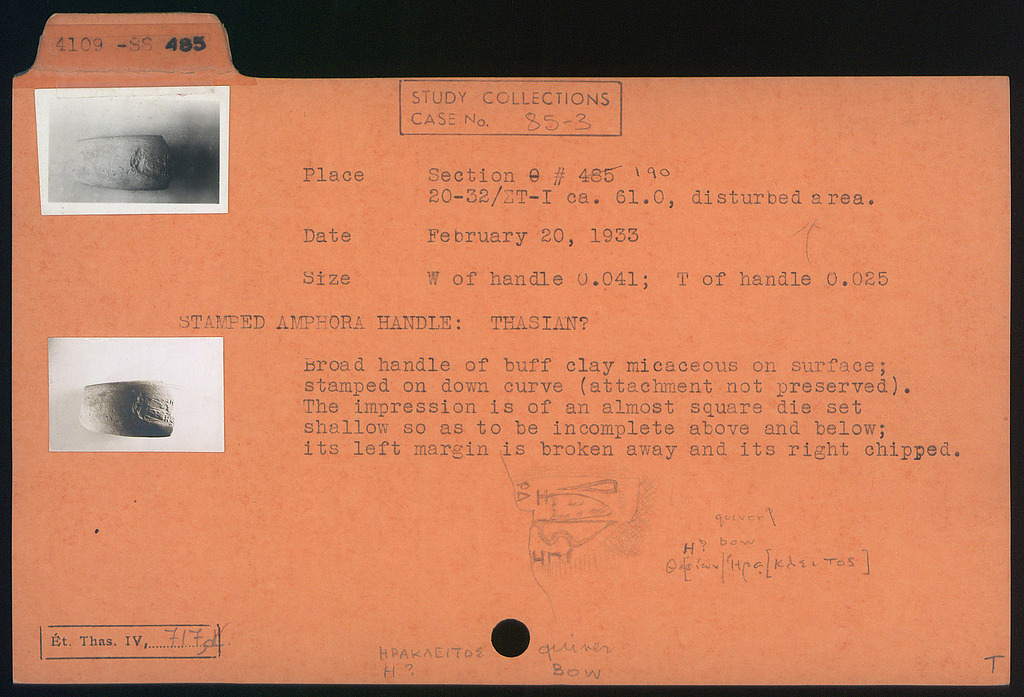 4109 -SS 485
STUDY COLLECTIONS
CASE No. 85-3
Place Section θ # 485 190
20-32/ΣT-I ca. 61.0, disturbed area.
Date February 20, 1933
Size W of handle 0.041; T of handle 0.025
STAMPED AMPHORA HANDLE: THASIAN?
Broad handle of buff clay micaceous on surface;
stamped on down curve (attachment not preserved).
The impression is of an almost square die set
shallow so as to be incomplete above and below;
its left margin is broken away and its right chipped.
quiver
H? bow
Θασίων/Ηρα[κλειτος]
Ét. Thas. IV, 717
ΗΡΑΚΛΕΙΤΟΣ quiver
H? Bow
T